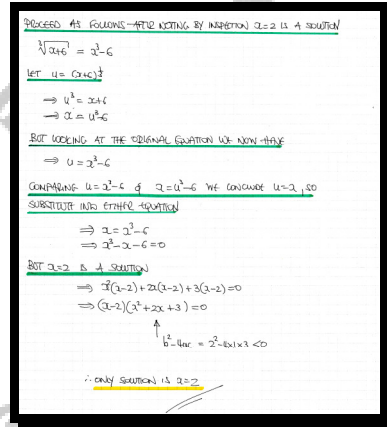 PROCEED AS FOLLOWS - AFTER NOTING BY INSPECTION x=2 IS A SOLUTION
∛(x+6) = x³-6
LET u = (x+6)^⅓
⇒ u³ = x+6
⇒ x = u³-6
BUT LOOKING AT THE ORIGINAL EQUATION WE NOW HAVE
⇒ u = x³-6
COMPARING u=x³-6 & x=u³-6 WE CONCLUDE u=x, SO
SUBSTITUTE INTO EITHER EQUATION
⇒ x = x³-6
⇒ x³-x-6=0
BUT x=2 IS A SOLUTION
⇒ x²(x-2)+2x(x-2)+3(x-2)=0
⇒ (x-2)(x²+2x+3)=0
b²-4ac = 2²-4×1×3 <0
∴ ONLY SOLUTION IS x=2